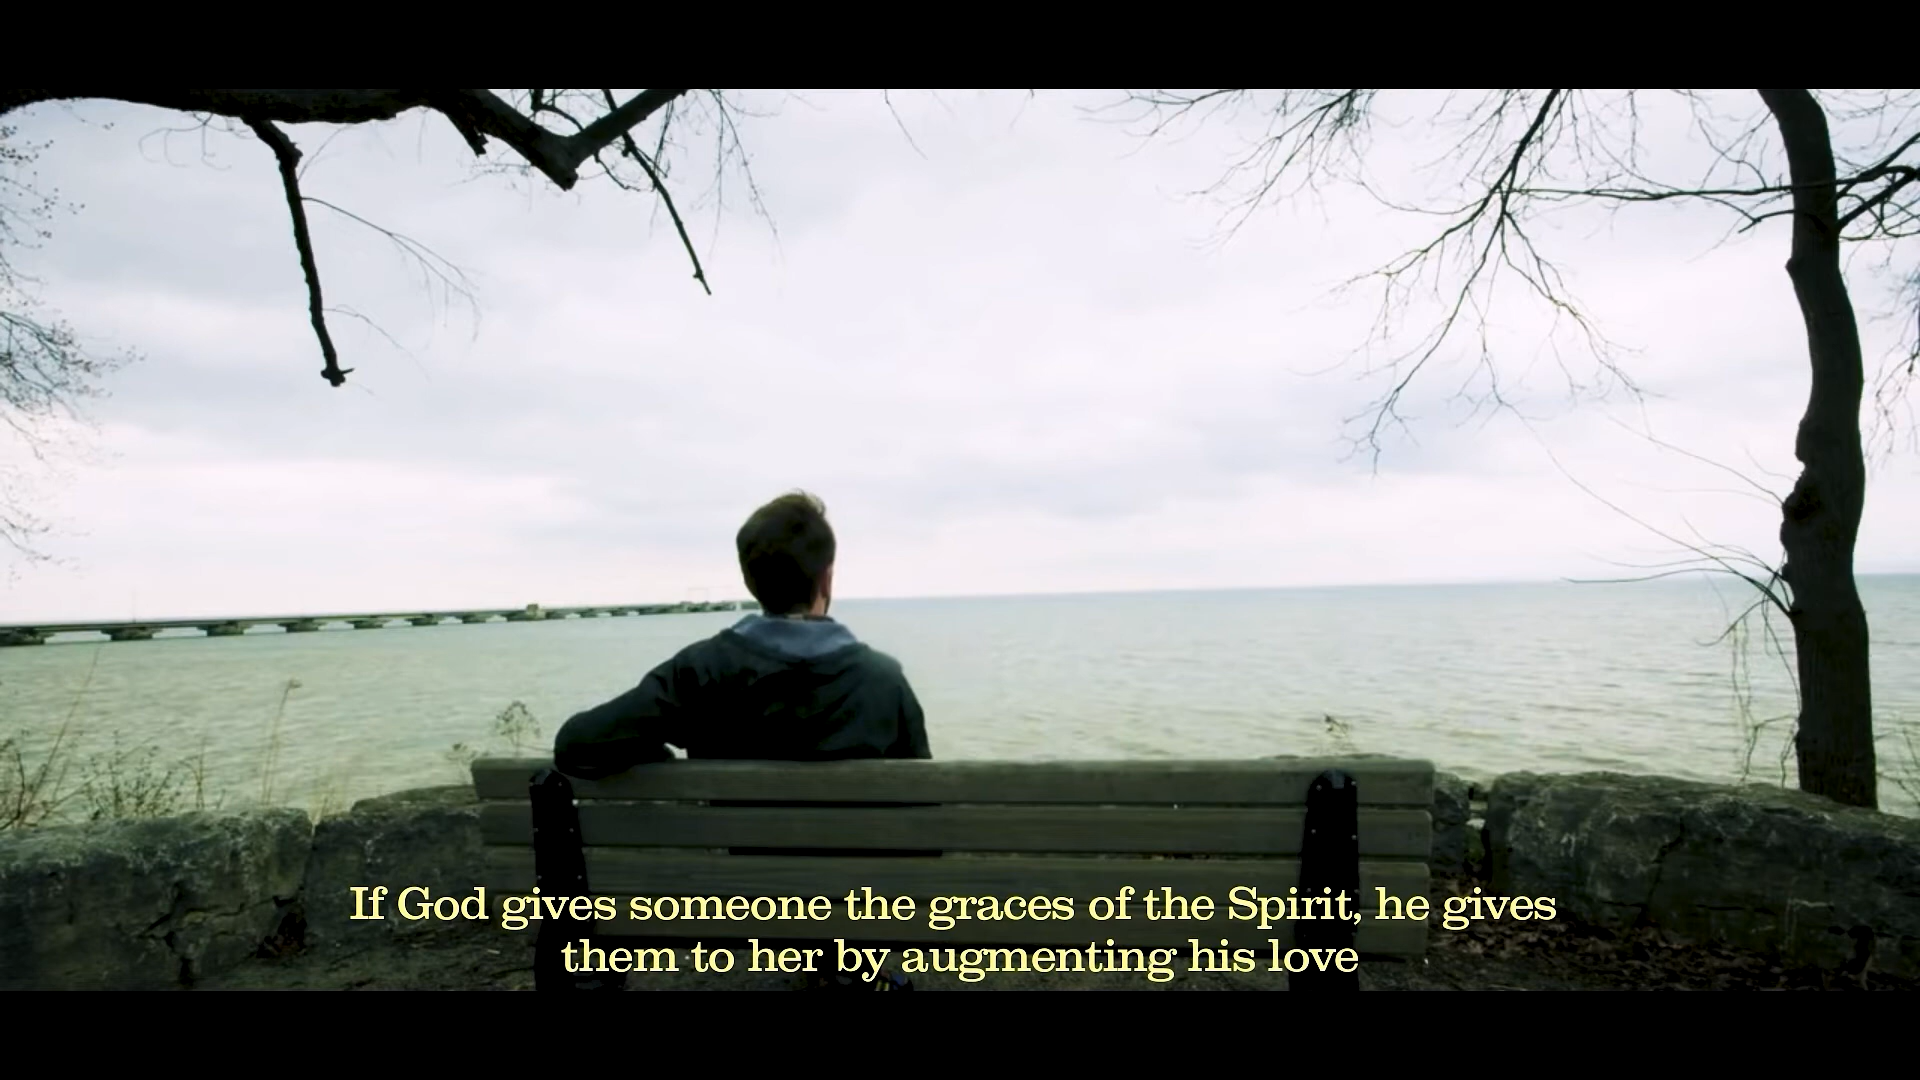 If God gives someone the graces of the Spirit, he gives
them to her by augmenting his love